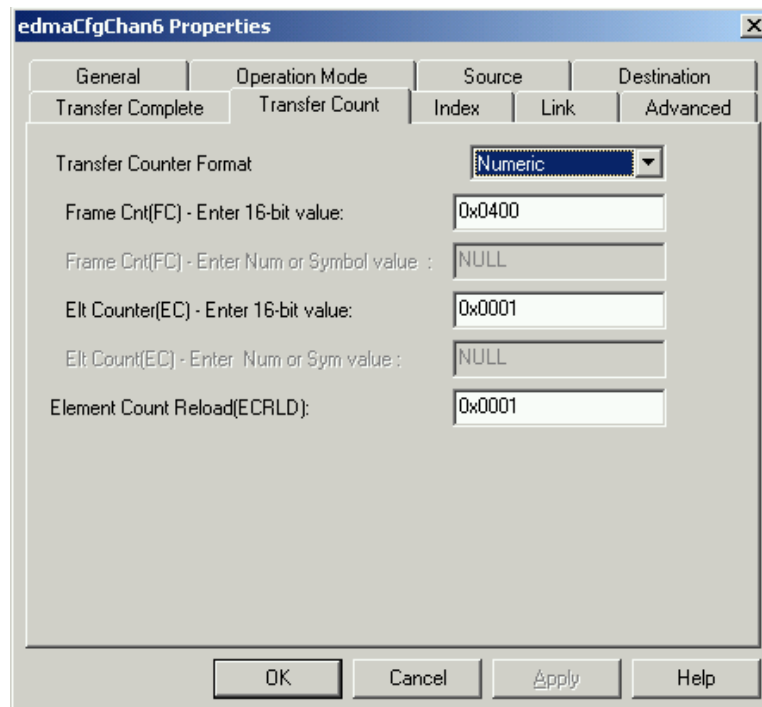 edmaCfgChan6 Properties
General Operation Mode Source Destination
Transfer Complete Transfer Count Index Link Advanced
Transfer Counter Format Numeric
Frame Cnt(FC) - Enter 16-bit value: 0x0400
Frame Cnt(FC) - Enter Num or Symbol value : NULL
Elt Counter(EC) - Enter 16-bit value: 0x0001
Elt Count(EC) - Enter Num or Sym value : NULL
Element Count Reload(ECRLD): 0x0001
OK Cancel Apply Help